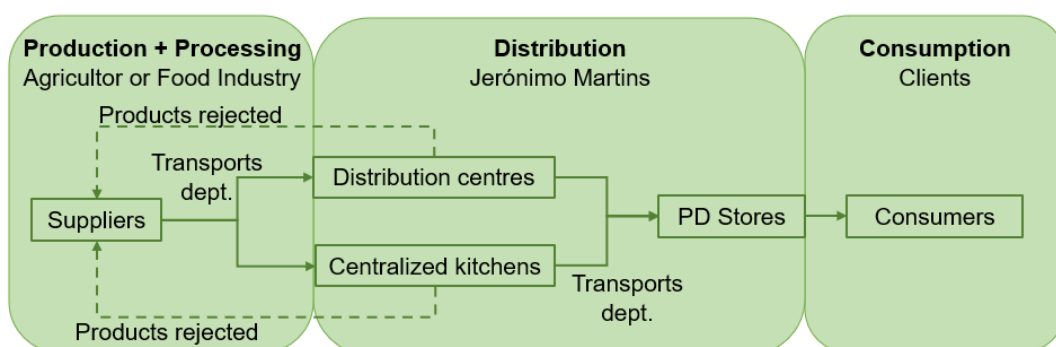 Production + Processing
Agricultor or Food Industry
Distribution
Jerónimo Martins
Consumption
Clients
Products rejected
Transports
dept.
Distribution centres
Suppliers
PD Stores
Consumers
Centralized kitchens
Transports
dept.
Products rejected